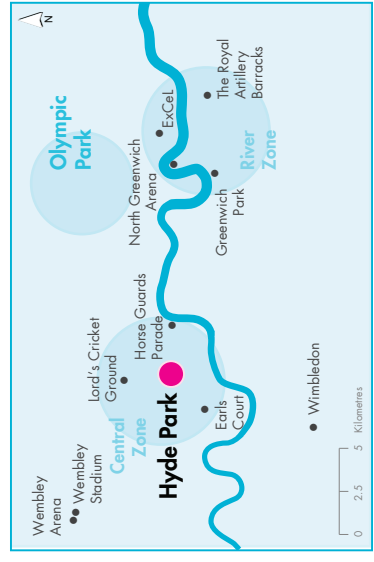 N
Olympic
Park
Wembley
Arena
Wembley
Stadium
Lord's Cricket
Ground
Central
Zone
Horse Guards
Parade
Hyde Park
Earls
Court
North Greenwich
Arena
ExCeL
The Royal
Artillery
Barracks
Greenwich
Park
River
Zone
Wimbledon
0
2.5
5
Kilometres